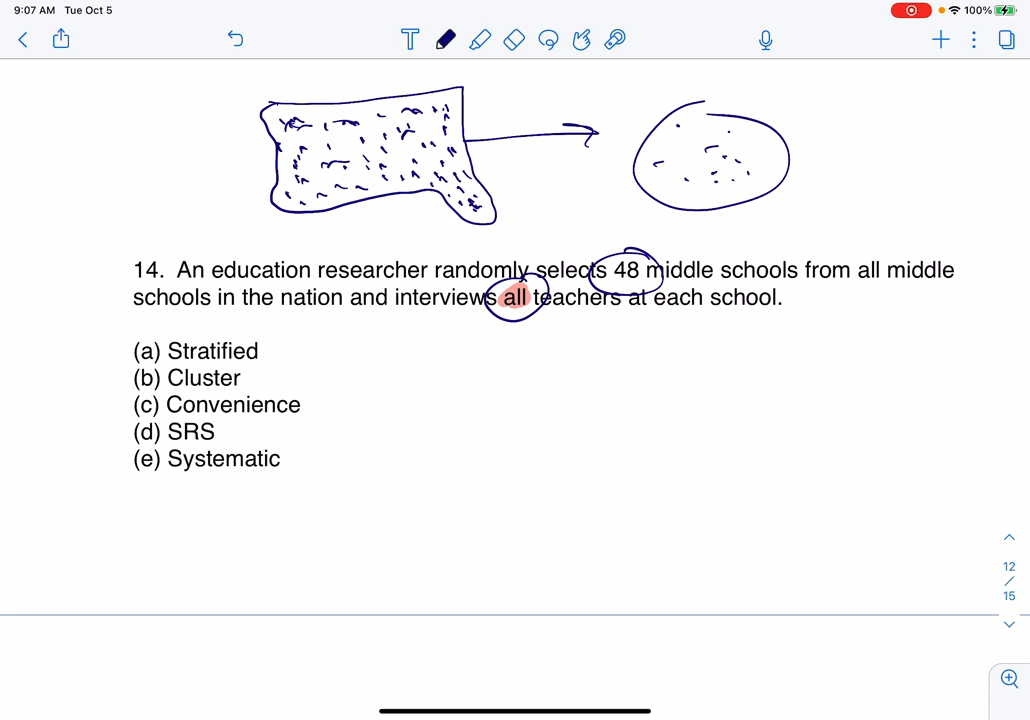 9:07 AM Tue Oct 5
100%
14. An education researcher randomly selects 48 middle schools from all middle
schools in the nation and interviews all teachers at each school.
(a) Stratified
(b) Cluster
(c) Convenience
(d) SRS
(e) Systematic
12
/
15